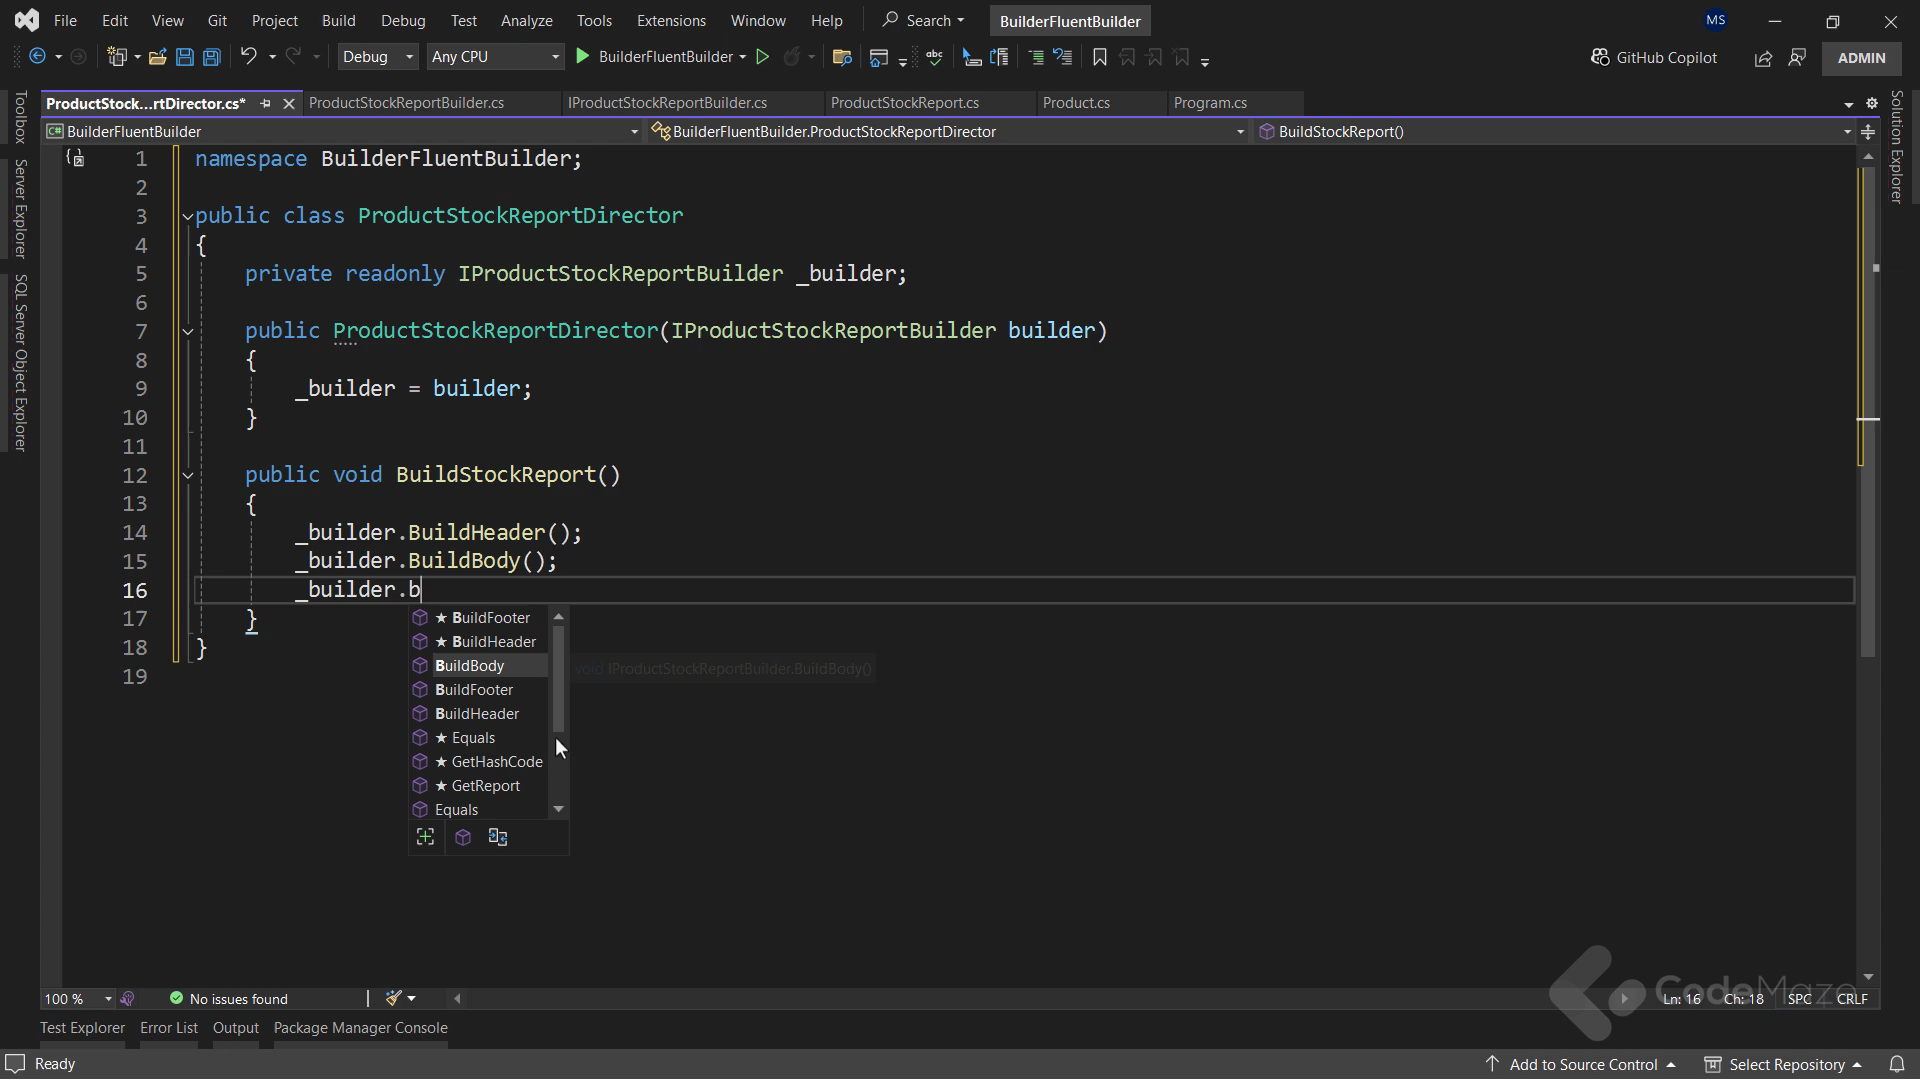 File Edit View Git Project Build Debug Test Analyze Tools Extensions Window Help Search BuilderFluentBuilder MS
Debug Any CPU BuilderFluentBuilder abc GitHub Copilot ADMIN
ProductStock...rtDirector.cs* ProductStockReportBuilder.cs IProductStockReportBuilder.cs ProductStockReport.cs Product.cs Program.cs
C# BuilderFluentBuilder BuilderFluentBuilder.ProductStockReportDirector BuildStockReport()
Toolbox
Server Explorer
SQL Server Object Explorer
Solution Explorer
1 namespace BuilderFluentBuilder;
2
3 public class ProductStockReportDirector
4 {
5 private readonly IProductStockReportBuilder _builder;
6
7 public ProductStockReportDirector(IProductStockReportBuilder builder)
8 {
9 _builder = builder;
10 }
11
12 public void BuildStockReport()
13 {
14 _builder.BuildHeader();
15 _builder.BuildBody();
16 _builder.b
17 }
18 }
19
★ BuildFooter
★ BuildHeader
BuildBody void IProductStockReportBuilder.BuildBody()
BuildFooter
BuildHeader
★ Equals
★ GetHashCode
★ GetReport
Equals
100 % No issues found Ln: 16 Ch: 18 SPC CRLF
CodeMaze
Test Explorer Error List Output Package Manager Console
Ready Add to Source Control Select Repository